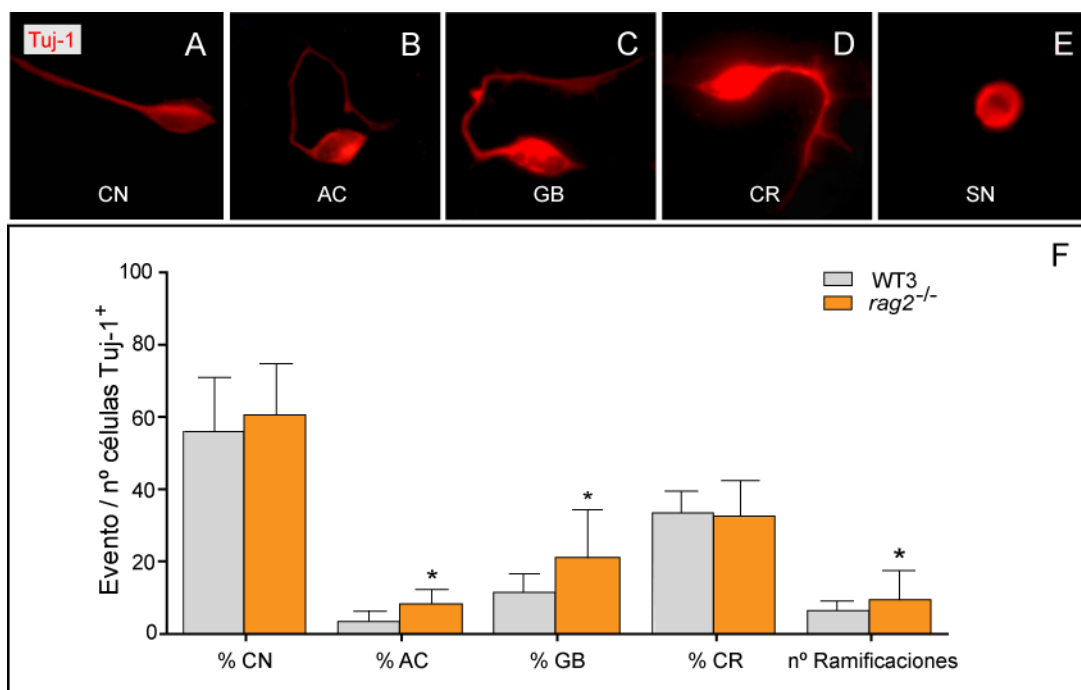 Tuj-1
A
B
C
D
E
CN
AC
GB
CR
SN
F
WT3
rag2-/-
Evento / nº células Tuj-1+
100
80
60
40
20
0
*
*
*
% CN
% AC
% GB
% CR
nº Ramificaciones